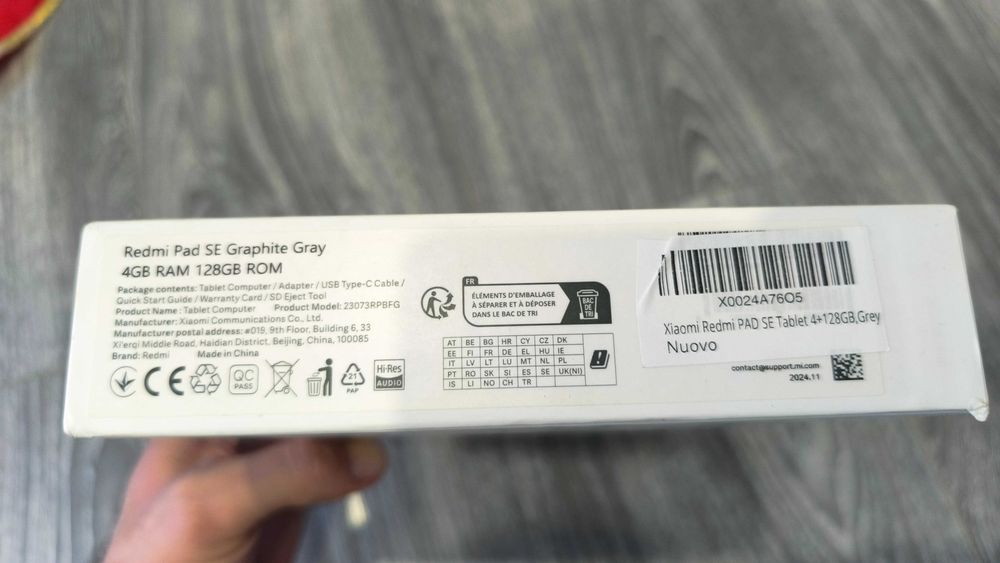 Redmi Pad SE Graphite Gray
4GB RAM 128GB ROM
Package contents: Tablet Computer / Adapter / USB Type-C Cable /
Quick Start Guide / Warranty Card / SD Eject Tool
Product Name: Tablet Computer Product Model: 23073RPBFG
Manufacturer: Xiaomi Communications Co., Ltd.
Manufacturer postal address: #019, 9th Floor, Building 6, 33
Xi'erqi Middle Road, Haidian District, Beijing, China, 100085
Brand: Redmi Made in China
CE
QC
PASS
21
PAP
Hi-Res
AUDIO
FR
ÉLÉMENTS D'EMBALLAGE
À SÉPARER ET À DÉPOSER
DANS LE BAC DE TRI
BAC
DE
TRI
AT BE BG HR CY CZ DK
EE FI FR DE EL HU IE
IT LV LT LU MT NL PL
PT RO SK SI ES SE UK(NI)
IS LI NO CH TR
X0024A76O5
Xiaomi Redmi PAD SE Tablet 4+128GB,Grey
Nuovo
contact@support.mi.com
2024.11